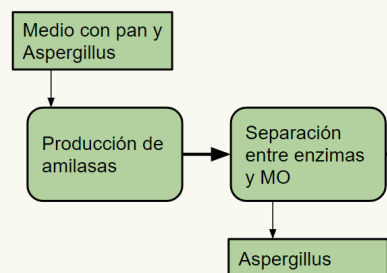 Medio con pan y
Aspergillus
Producción de
amilasas
Separación
entre enzimas
y MO
Aspergillus